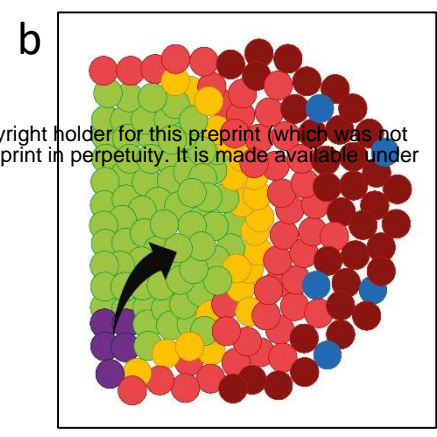 b
yright holder for this preprint (which was not
print in perpetuity. It is made available under